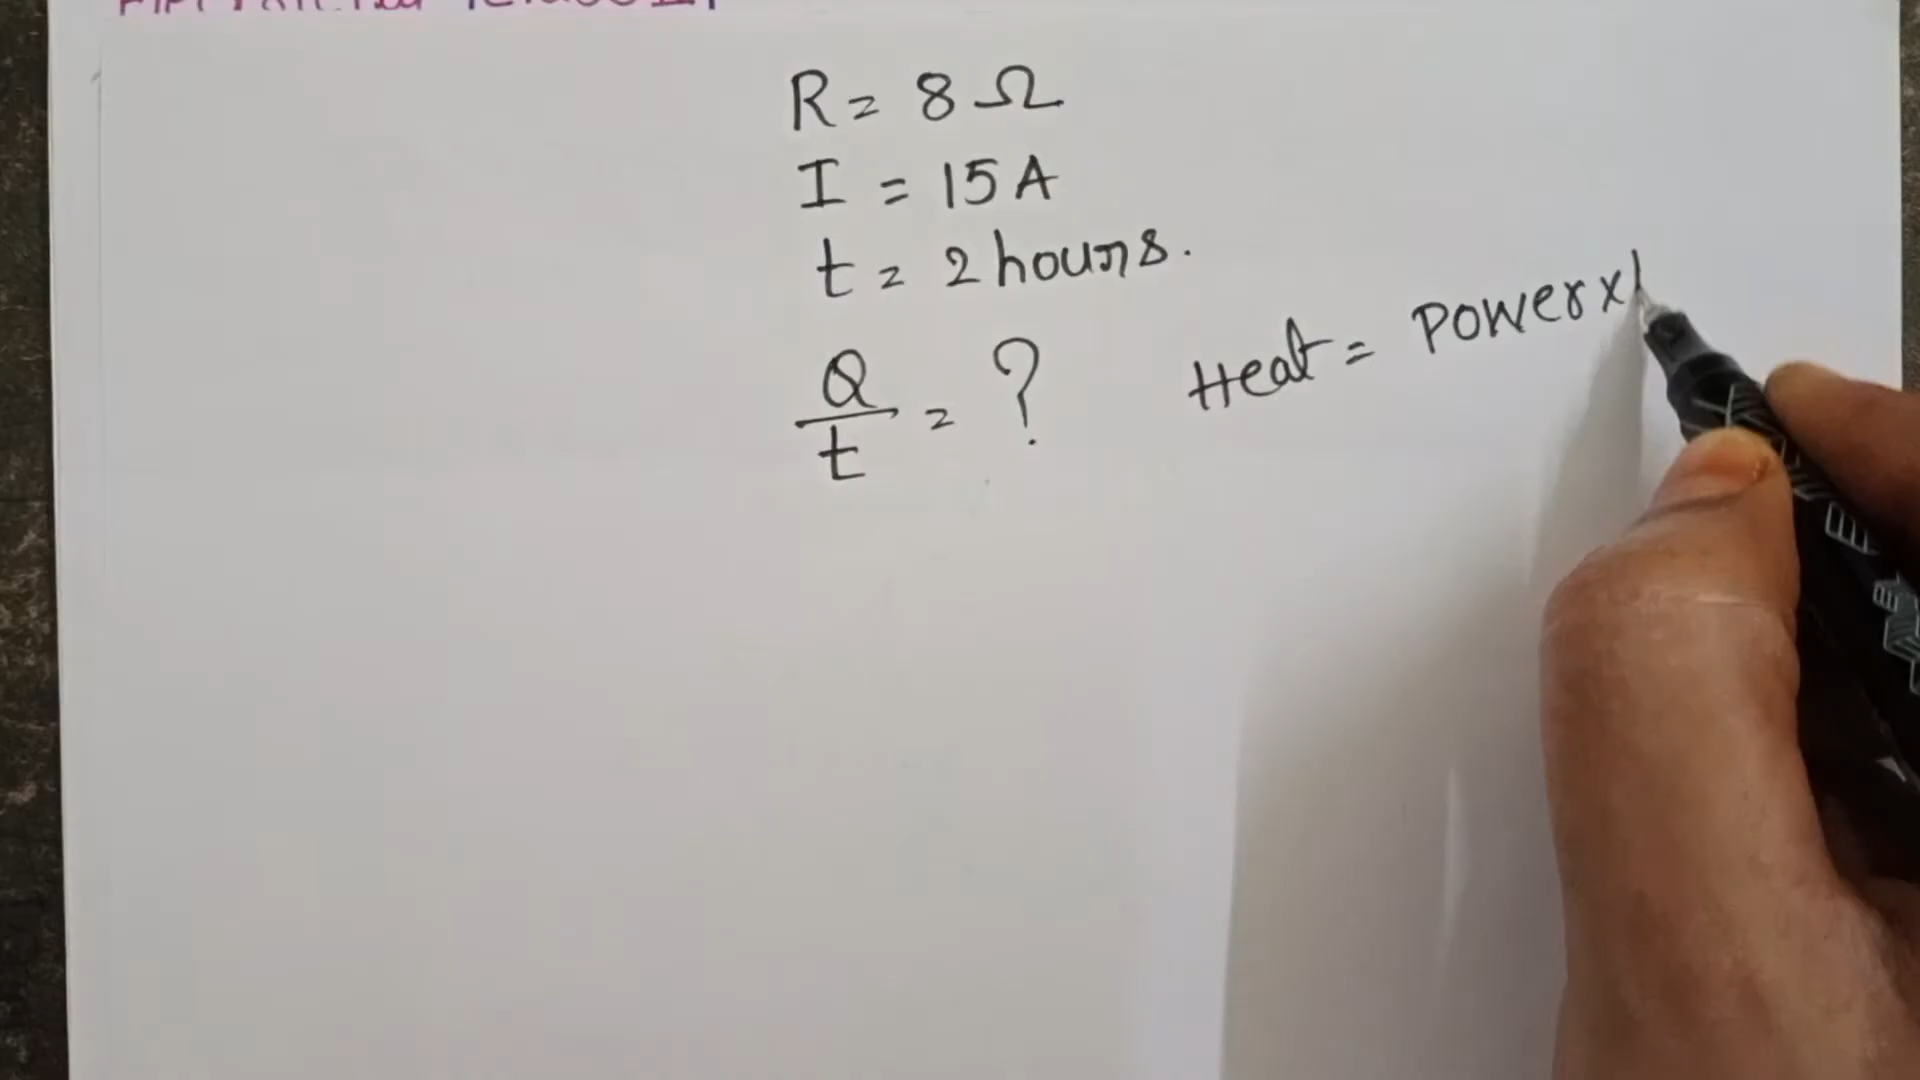 R = 8 Ω
I = 15 A
t = 2 hours.
Q/t = ?
Heat = Power x